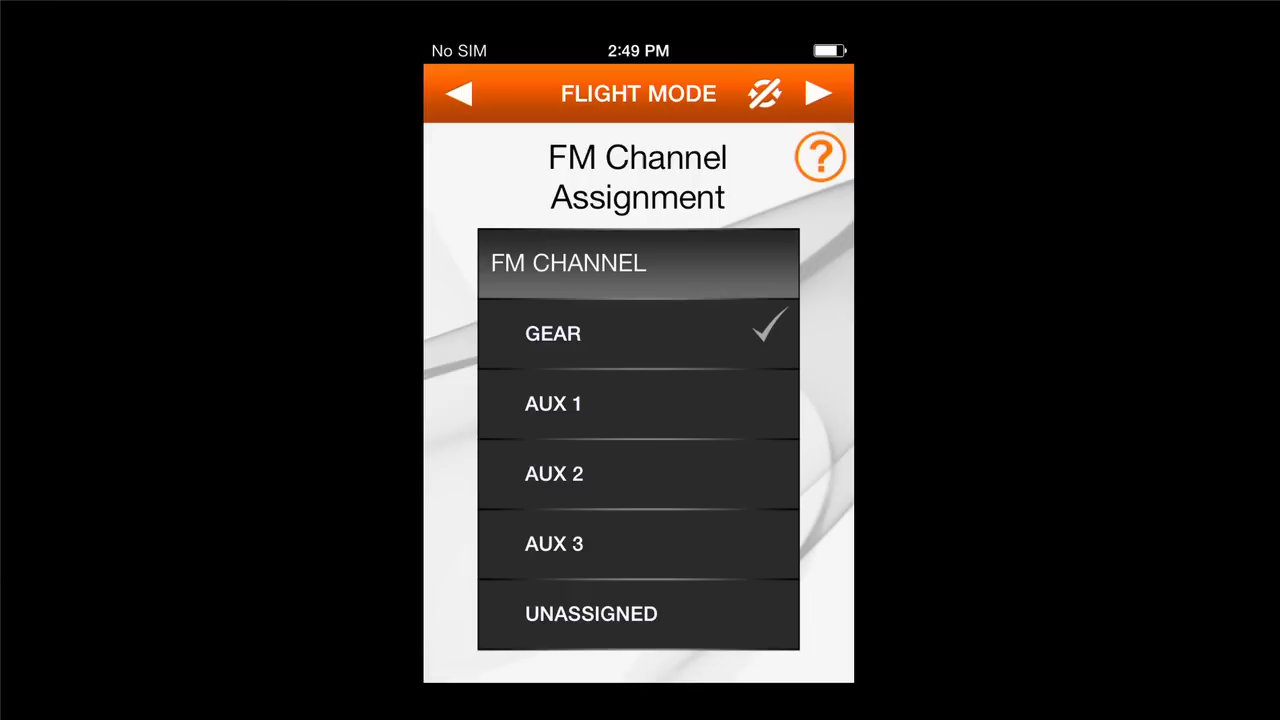 No SIM 2:49 PM
FLIGHT MODE
FM Channel
Assignment
?
FM CHANNEL
GEAR
AUX 1
AUX 2
AUX 3
UNASSIGNED